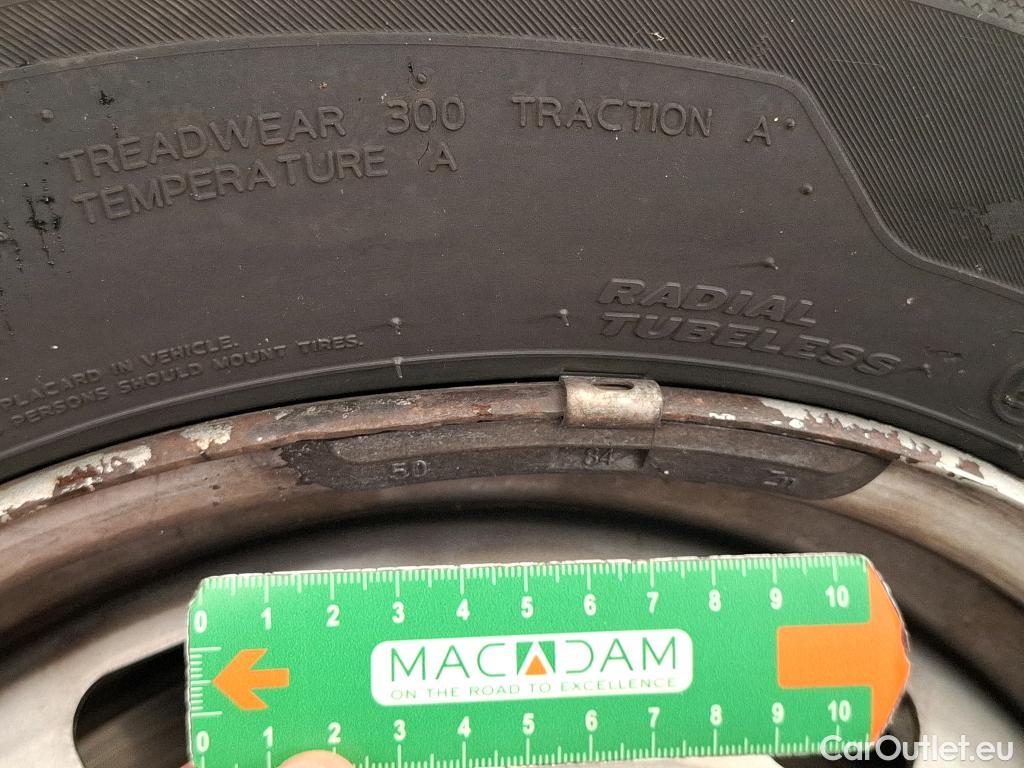 TREADWEAR 300 TRACTION A
TEMPERATURE A
RADIAL
TUBELESS
PLACARD IN VEHICLE.
PERSONS SHOULD MOUNT TIRES.
50
0 1 2 3 4 5 6 7 8 9 10
MACADAM
ON THE ROAD TO EXCELLENCE
0 1 2 3 4 5 6 7 8 9 10
CarOutlet.eu